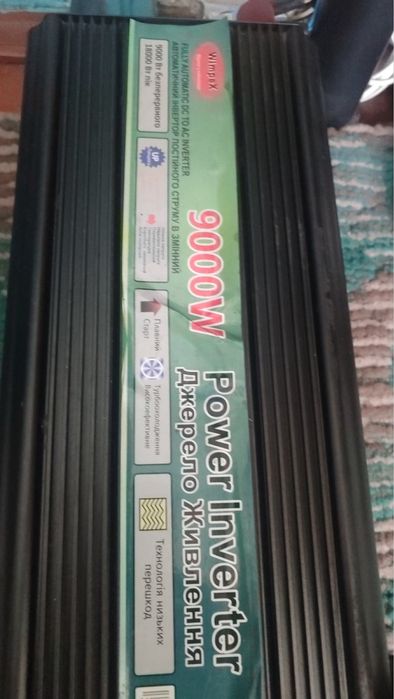 WimpeX
FULLY AUTOMATIC DC TO AC INVERTER
АВТОМАТИЧНИЙ ІНВЕРТОР ПОСТІЙНОГО СТРУМУ В ЗМІННИЙ
9000W
Power Inverter
Джерело Живлення
9000 Вт безперервного
18000 Вт пік
UP
Плавний
Старт
Турбоохолодження
Високоефективне
Технологія низьких
перешкод